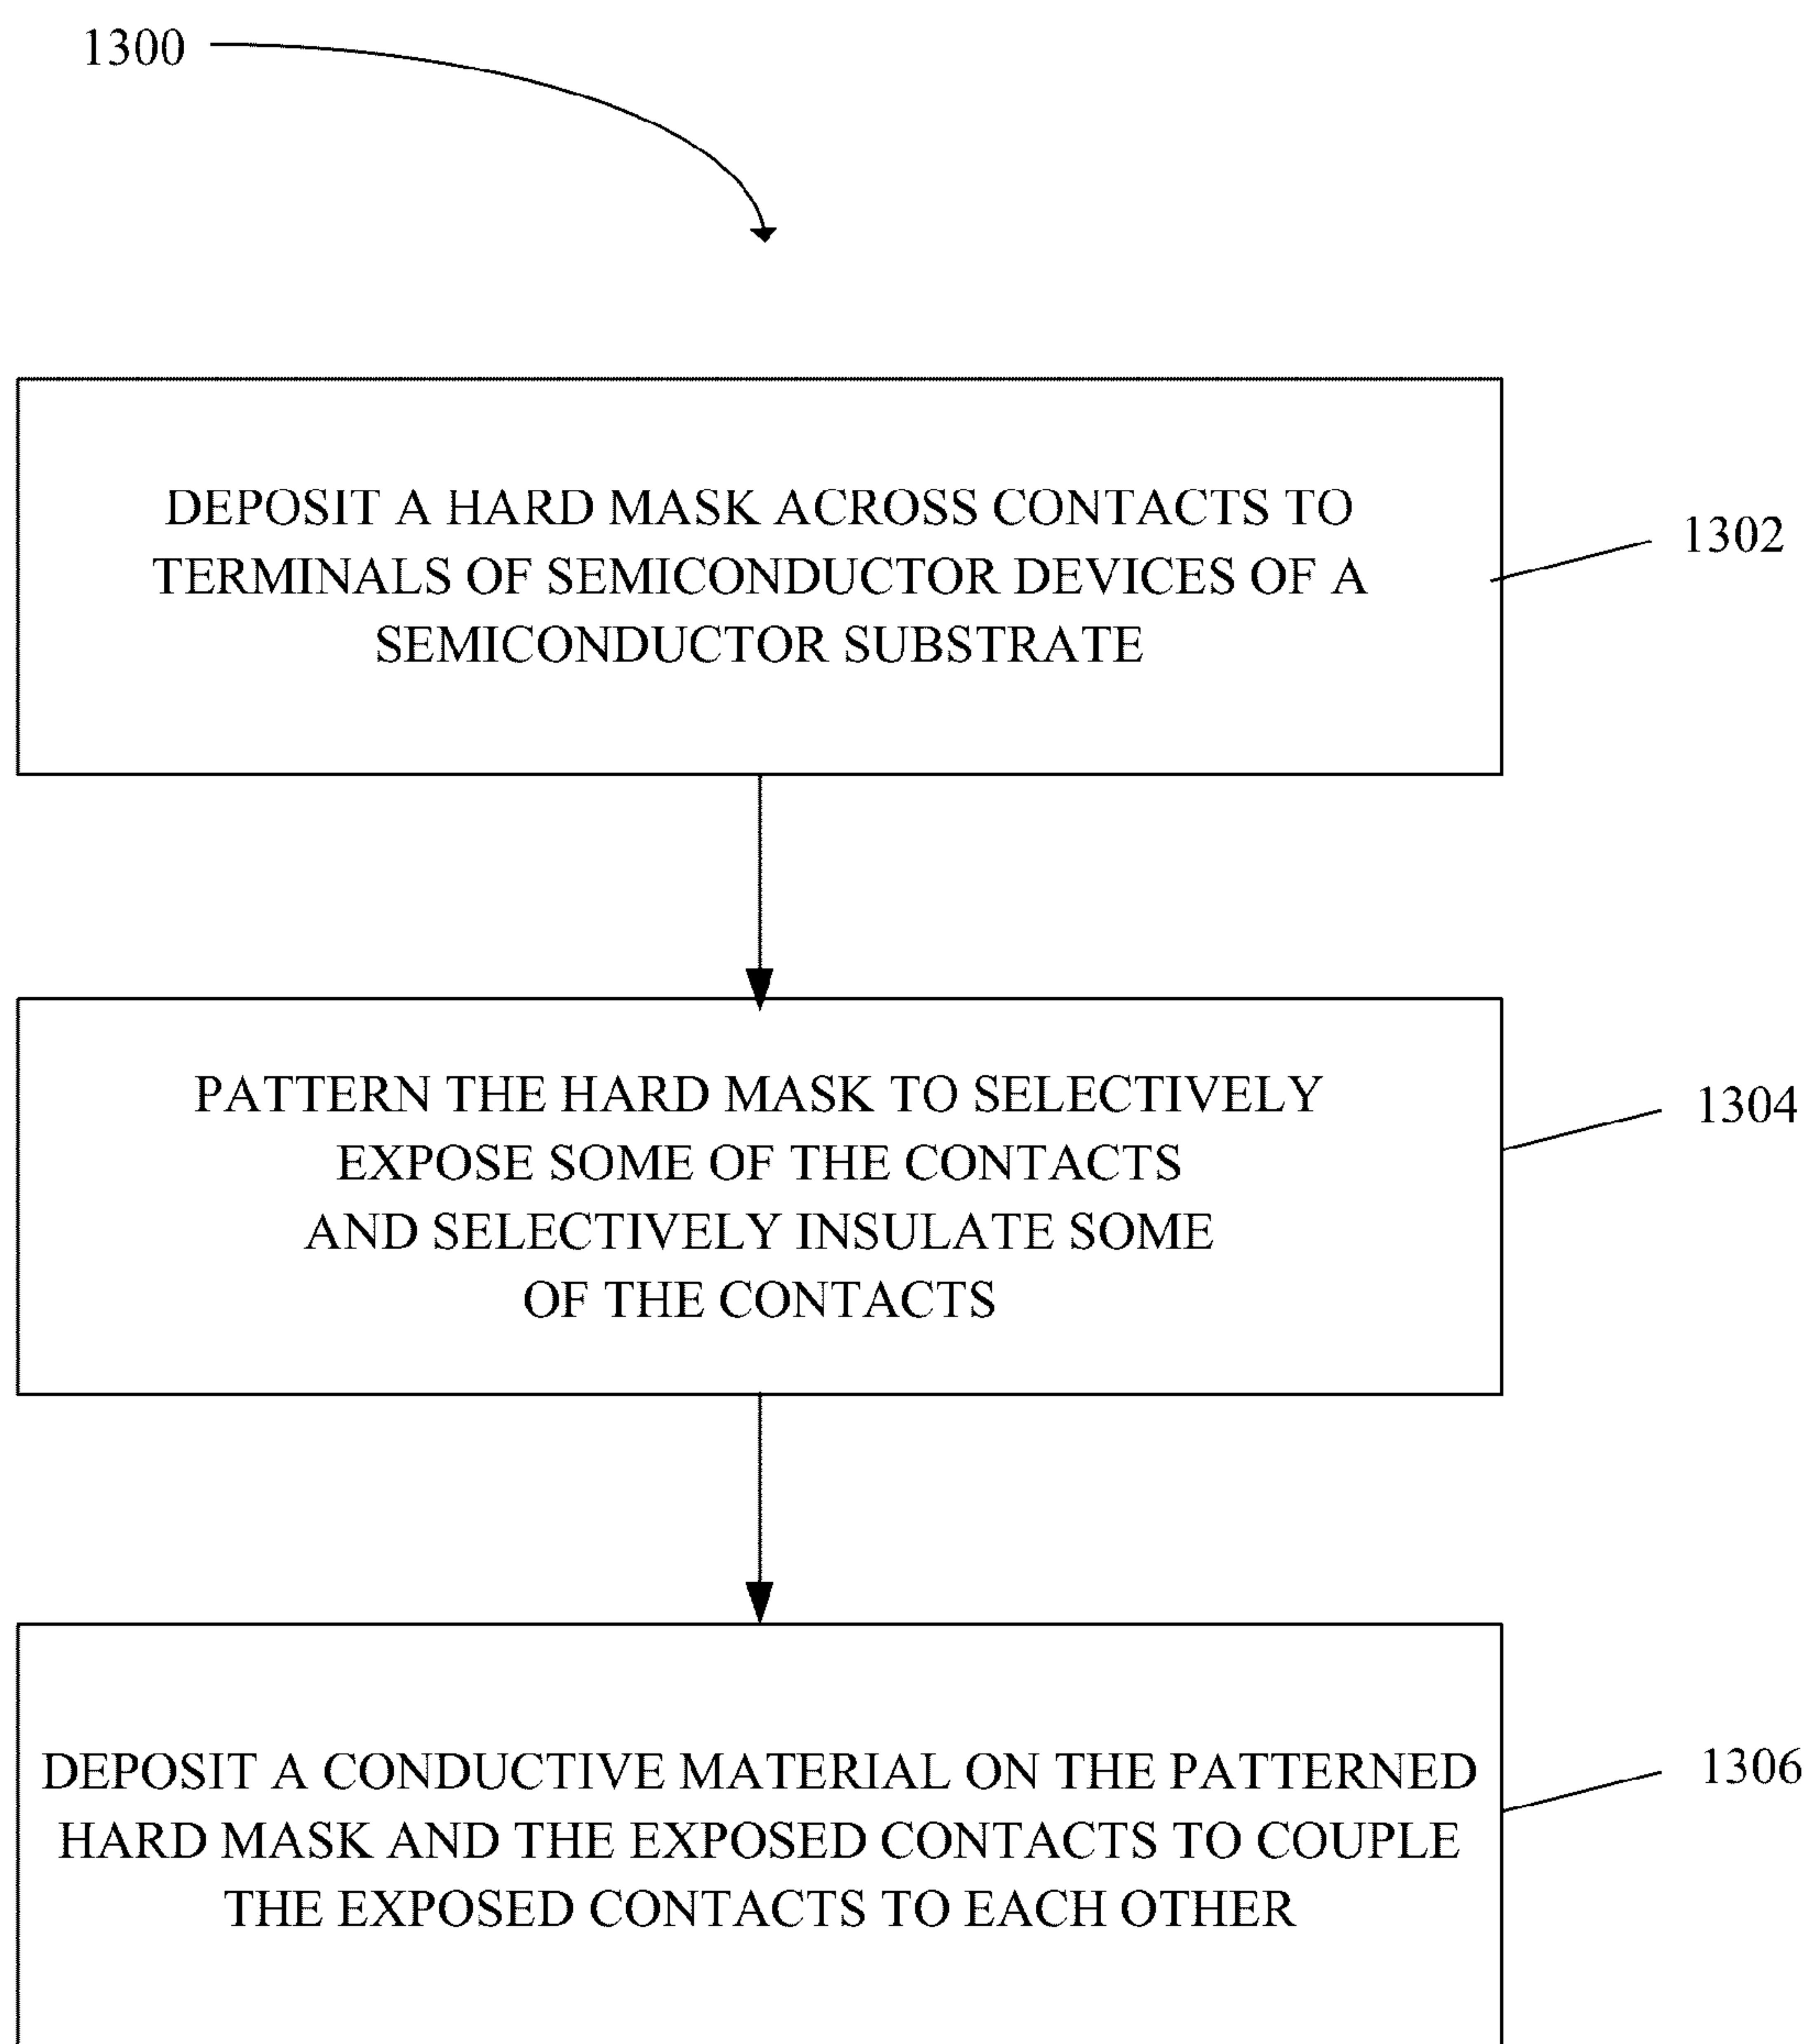 1300
DEPOSIT A HARD MASK ACROSS CONTACTS TO
TERMINALS OF SEMICONDUCTOR DEVICES OF A
SEMICONDUCTOR SUBSTRATE
1302
PATTERN THE HARD MASK TO SELECTIVELY
EXPOSE SOME OF THE CONTACTS
AND SELECTIVELY INSULATE SOME
OF THE CONTACTS
1304
DEPOSIT A CONDUCTIVE MATERIAL ON THE PATTERNED
HARD MASK AND THE EXPOSED CONTACTS TO COUPLE
THE EXPOSED CONTACTS TO EACH OTHER
1306